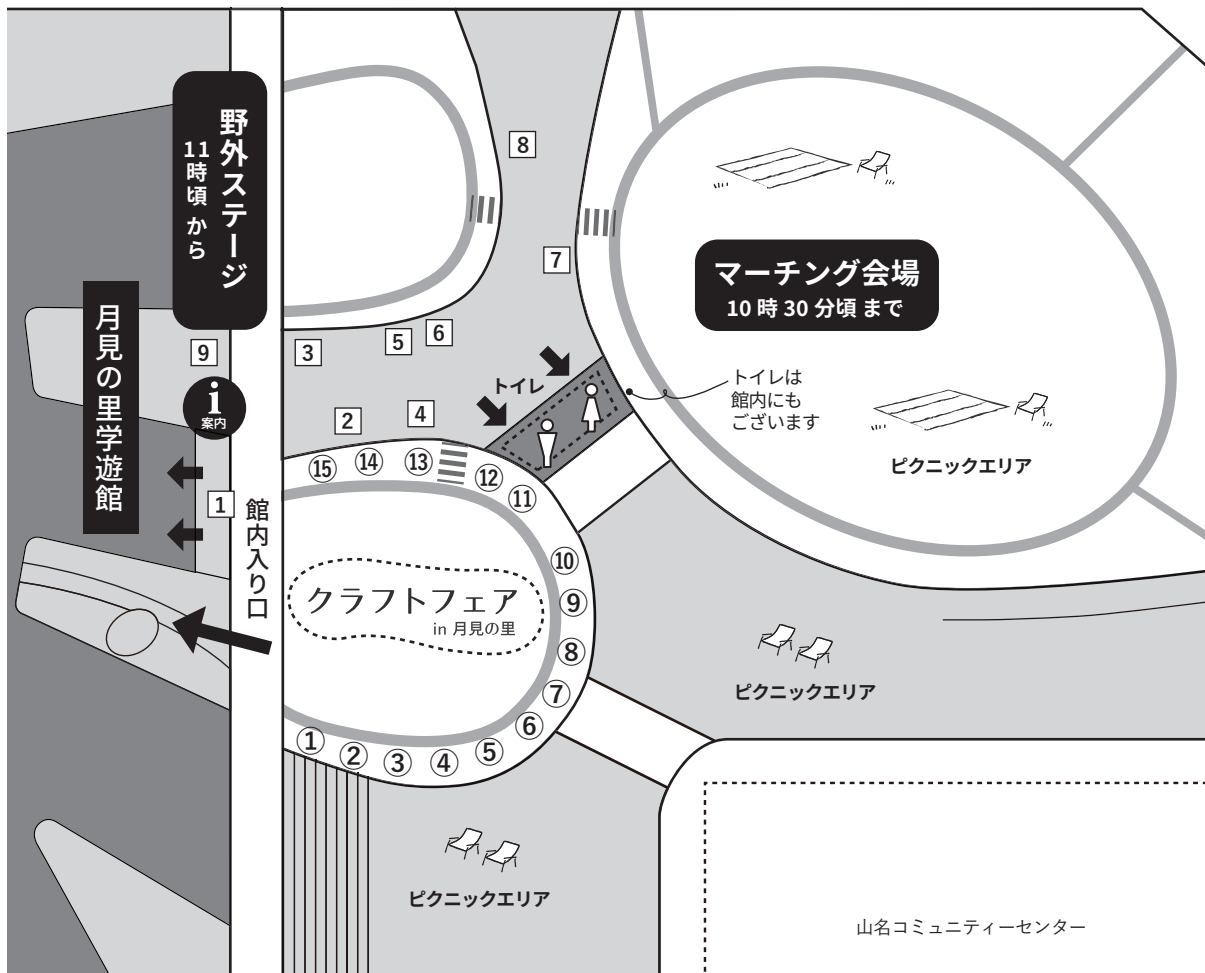 野外ステージ
11時頃 から
月見の里学遊館
9
i
案内
1
館内入り口
3
5
6
8
7
2
4
トイレ
マーチング会場
10 時 30 分頃 まで
トイレは
館内にも
ございます
ピクニックエリア
⑮
⑭
⑬
⑫
⑪
⑩
⑨
⑧
⑦
⑥
⑤
④
③
②
①
クラフトフェア
in 月見の里
ピクニックエリア
ピクニックエリア
山名コミュニティーセンター